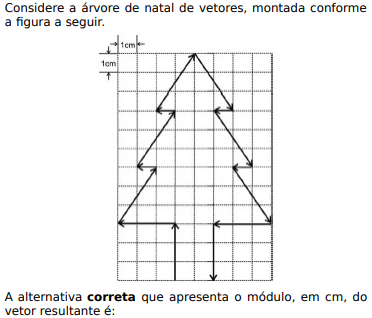 Considere a árvore de natal de vetores, montada conforme
a figura a seguir.
1cm
1cm
A alternativa correta que apresenta o módulo, em cm, do
vetor resultante é: